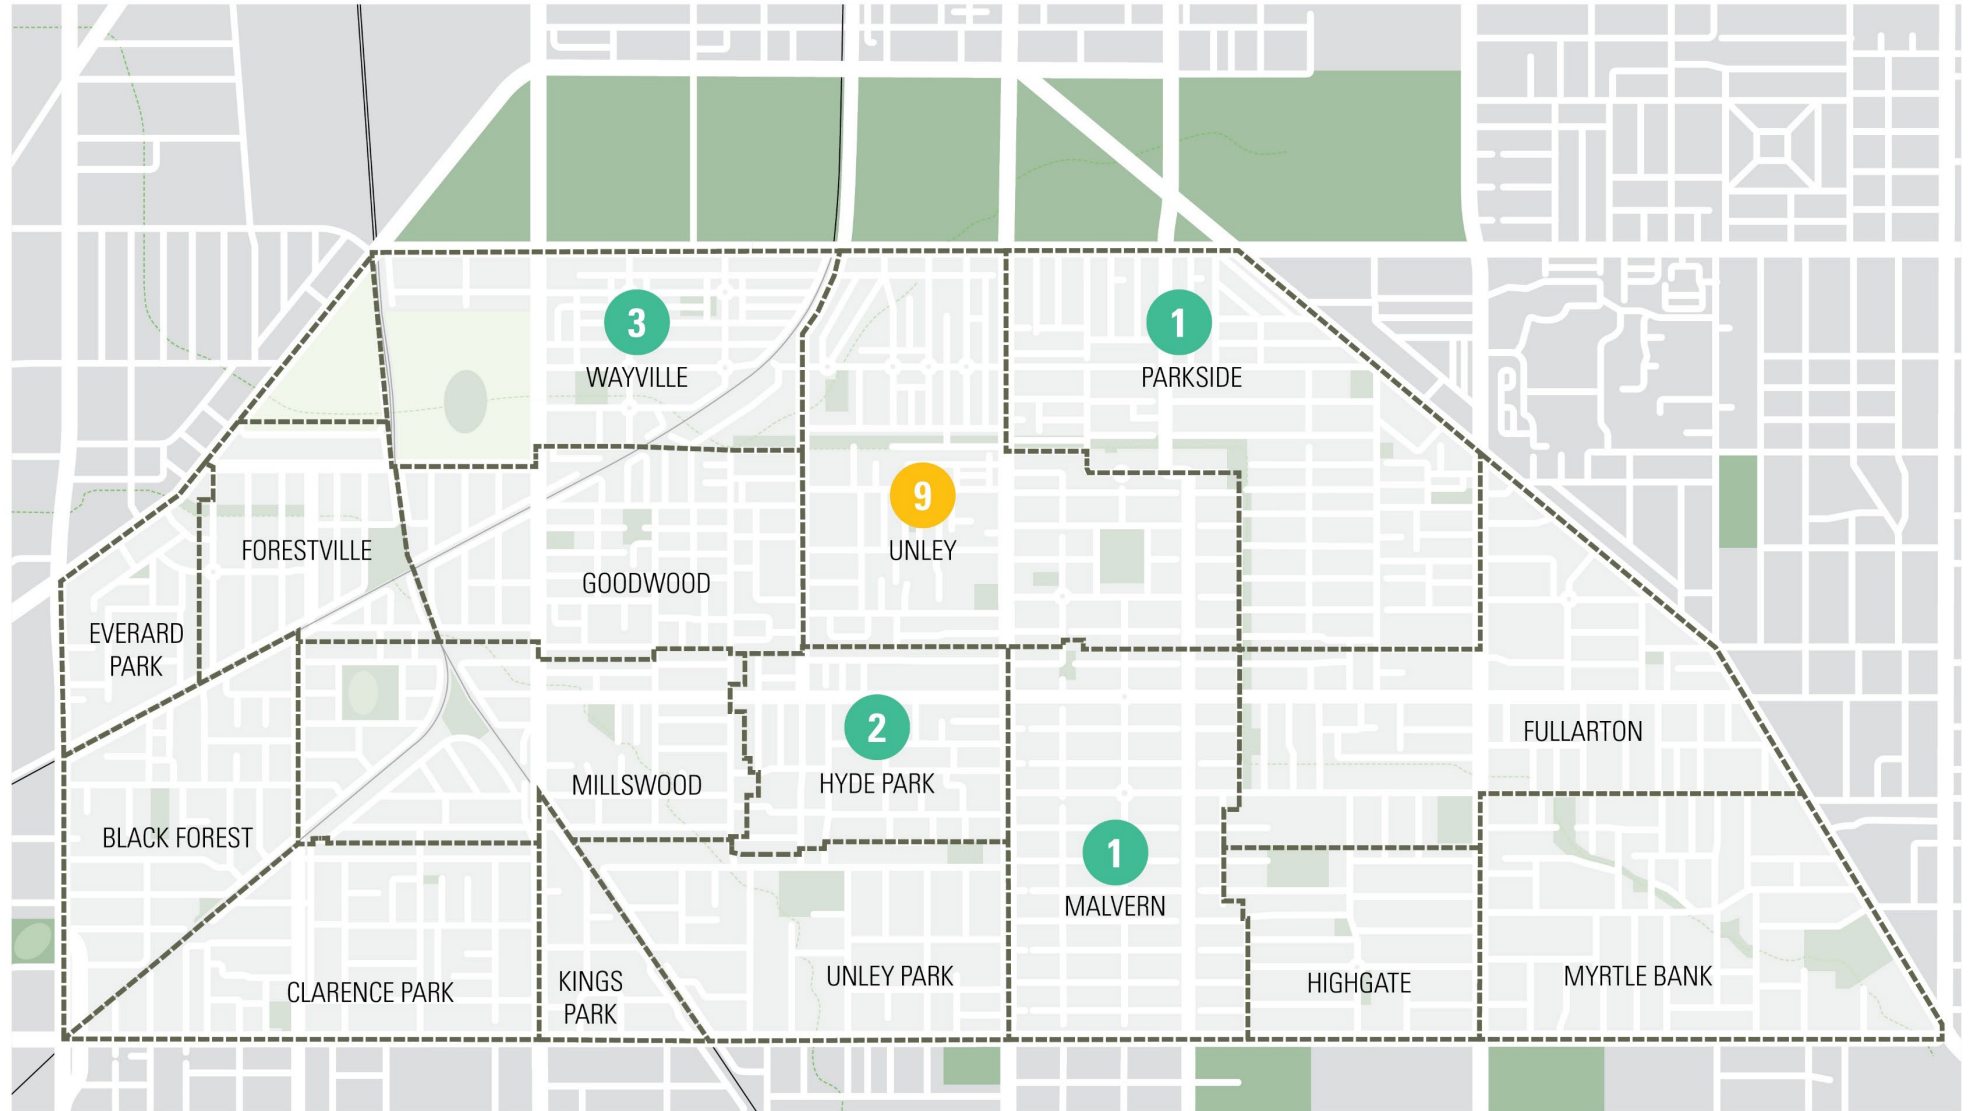 3
WAYVILLE
1
PARKSIDE
9
UNLEY
FORESTVILLE
GOODWOOD
EVERARD
PARK
2
HYDE PARK
FULLARTON
MILLSWOOD
BLACK FOREST
1
MALVERN
CLARENCE PARK
KINGS
PARK
UNLEY PARK
HIGHGATE
MYRTLE BANK